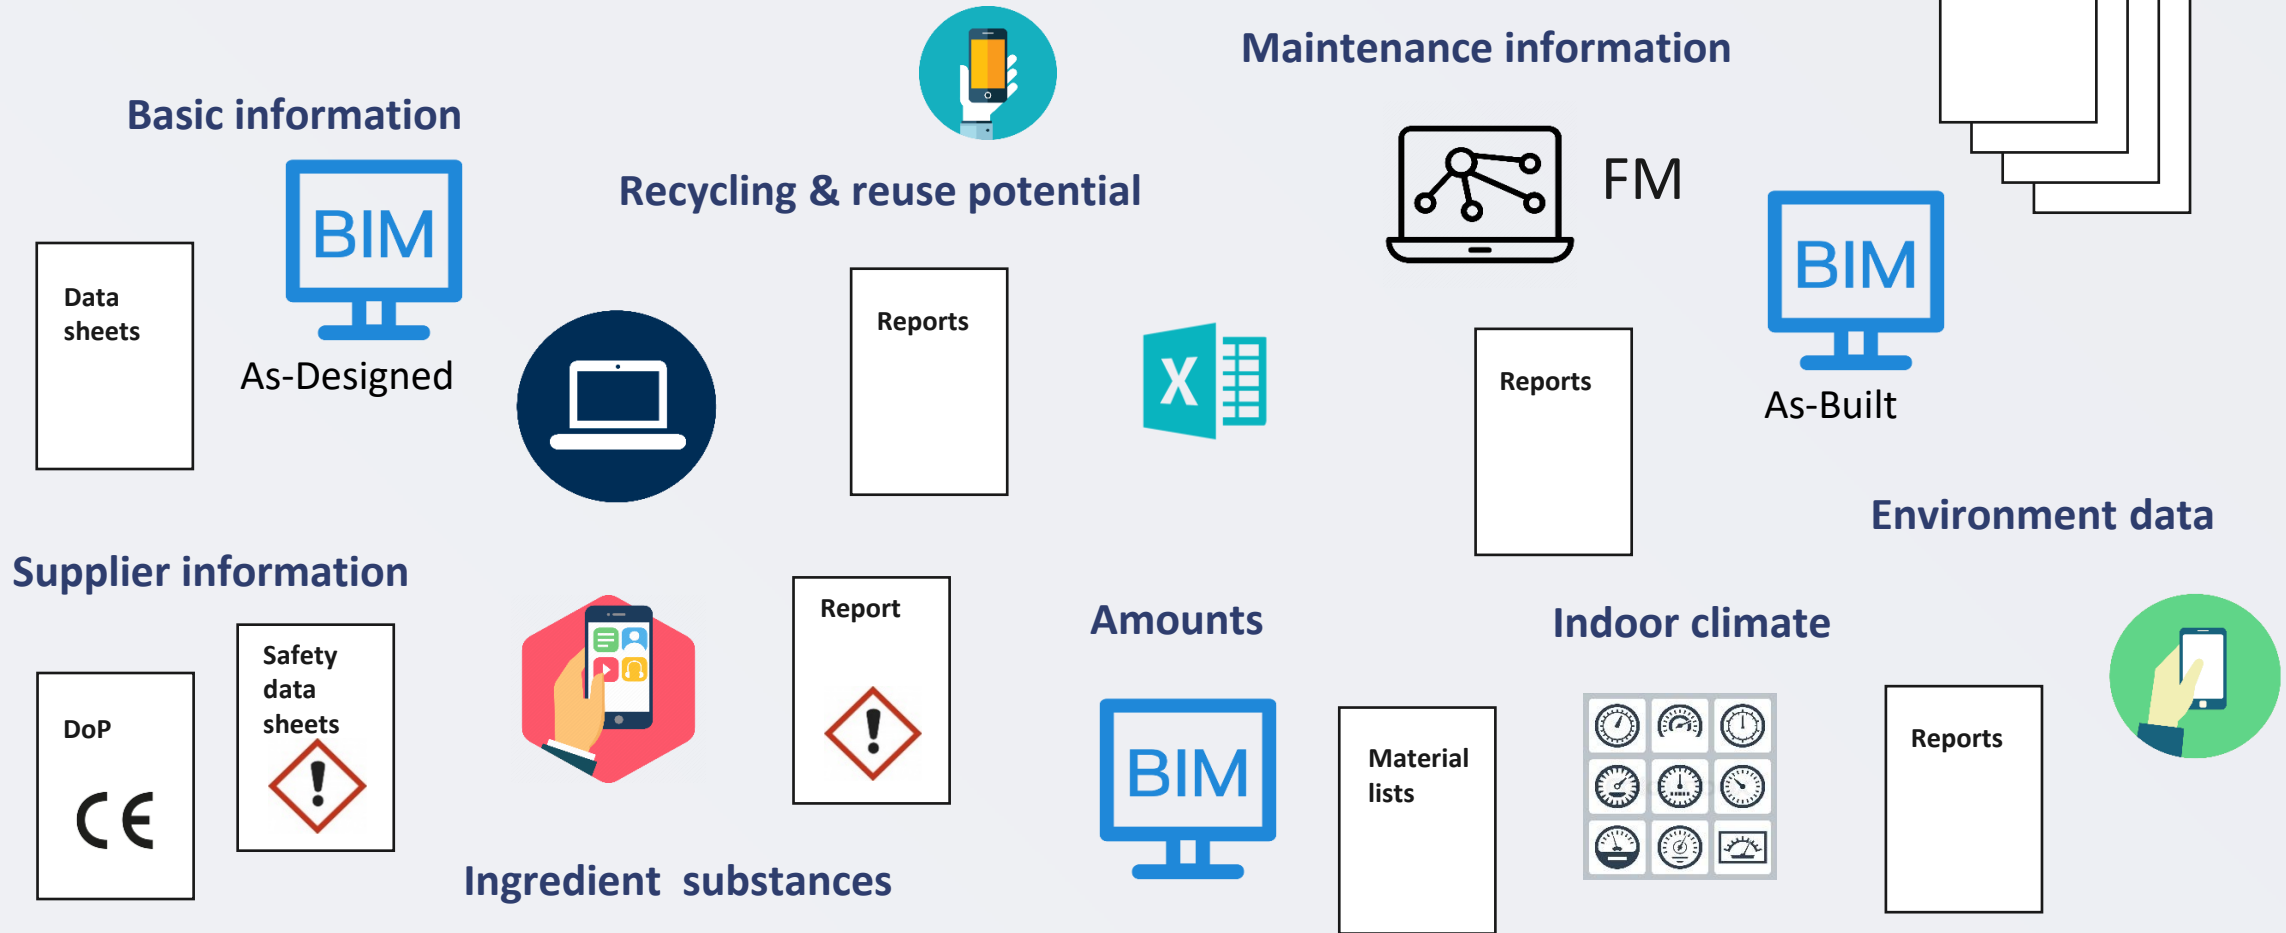 Maintenance information
Basic information
Recycling & reuse potential
FM
BIM
As-Designed
Data
sheets
Reports
X
Reports
BIM
As-Built
Environment data
Supplier information
DoP
CE
Safety
data
sheets
Report
Ingredient substances
Amounts
BIM
Material
lists
Indoor climate
Reports